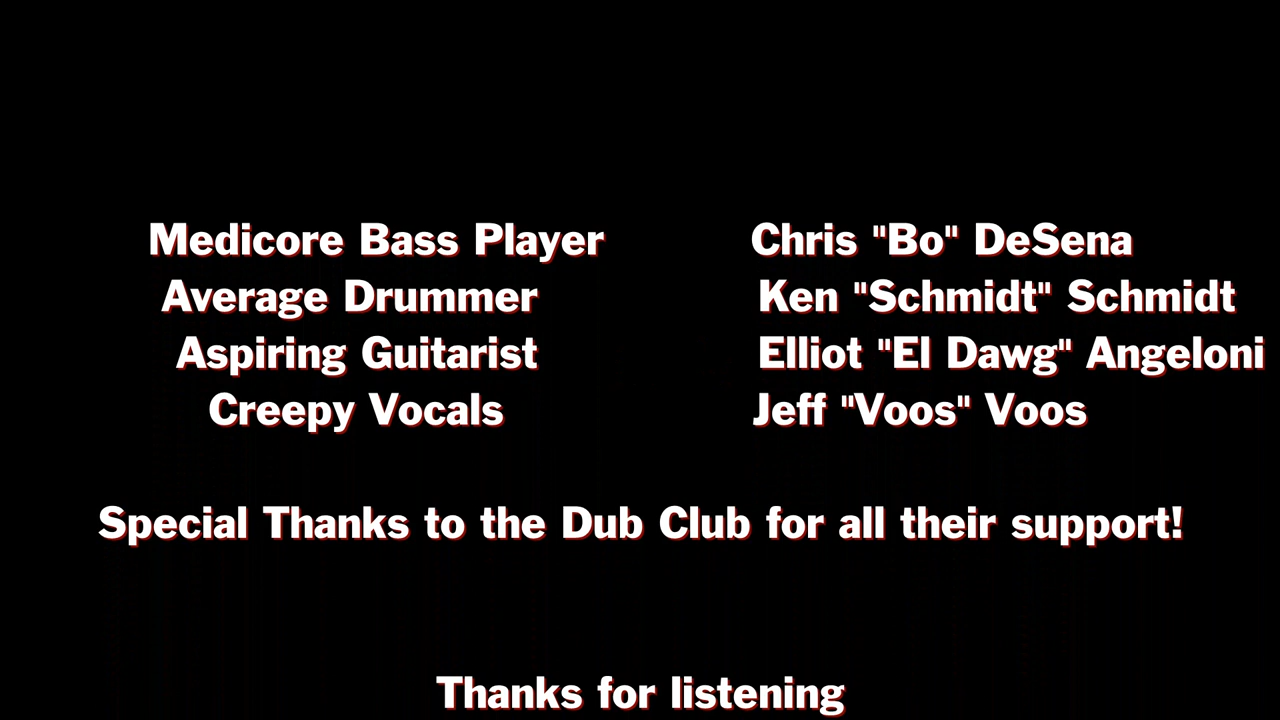 Medicore Bass Player Chris "Bo" DeSena
Average Drummer Ken "Schmidt" Schmidt
Aspiring Guitarist Elliot "El Dawg" Angeloni
Creepy Vocals Jeff "Voos" Voos
Special Thanks to the Dub Club for all their support!
Thanks for listening